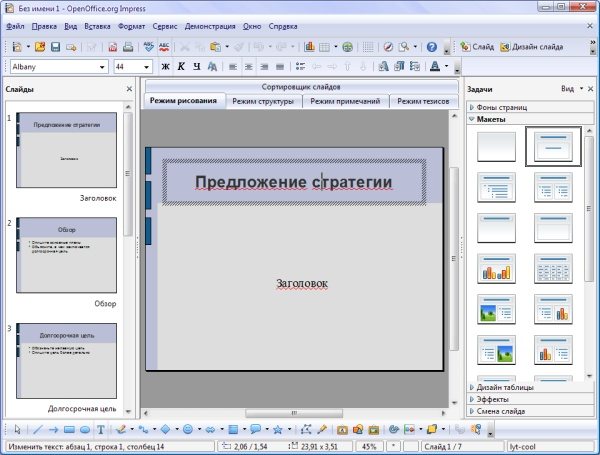 Без имени 1 - OpenOffice.org Impress
Файл Правка Вид Вставка Формат Сервис Демонстрация Окно Справка
Слайд Дизайн слайда
Albany 44 Ж К Ч A
Слайды
1
Предложение стратегии
Заголовок
Заголовок
2
Обзор
Обзор
3
Долгосрочная цель
Долгосрочная цель
Сортировщик слайдов
Режим рисования Режим структуры Режим примечаний Режим тезисов
Предложение стратегии
Заголовок
Задачи Вид
Фоны страниц
Макеты
Дизайн таблицы
Эффекты
Смена слайда
Изменить текст: абзац 1, строка 1, столбец 14 2,06 / 1,54 23,91 x 3,51 45% * Слайд 1 / 7 lyt-cool